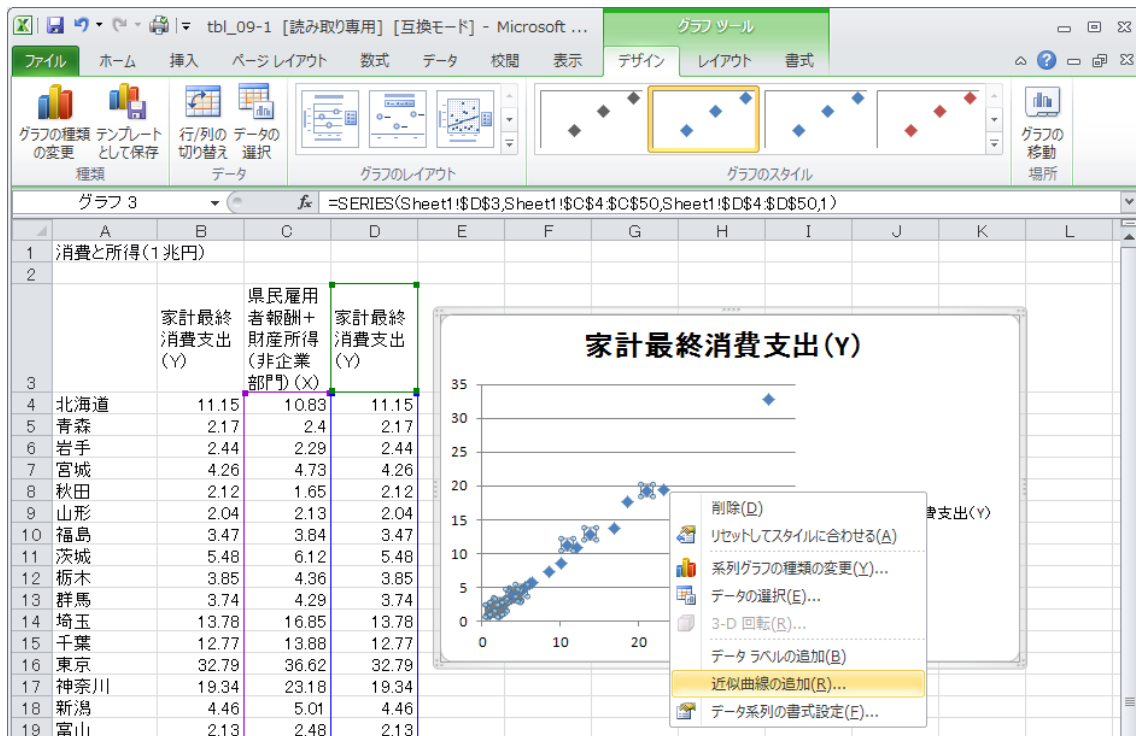 tbl_09-1 [読み取り専用] [互換モード] - Microsoft ...
グラフ ツール
ファイル ホーム 挿入 ページ レイアウト 数式 データ 校閲 表示 デザイン レイアウト 書式
グラフの種類の変更 テンプレートとして保存 行/列の切り替え データの選択 グラフの移動
種類 データ グラフのレイアウト グラフのスタイル 場所
グラフ 3 fx =SERIES(Sheet1!$D$3,Sheet1!$C$4:$C$50,Sheet1!$D$4:$D$50,1)
A B C D E F G H I J K L
1 消費と所得(1兆円)
2
3 家計最終消費支出(Y) 県民雇用者報酬+財産所得(非企業部門)(X) 家計最終消費支出(Y)
4 北海道 11.15 10.83 11.15
5 青森 2.17 2.4 2.17
6 岩手 2.44 2.29 2.44
7 宮城 4.26 4.73 4.26
8 秋田 2.12 1.65 2.12
9 山形 2.04 2.13 2.04
10 福島 3.47 3.84 3.47
11 茨城 5.48 6.12 5.48
12 栃木 3.85 4.36 3.85
13 群馬 3.74 4.29 3.74
14 埼玉 13.78 16.85 13.78
15 千葉 12.77 13.88 12.77
16 東京 32.79 36.62 32.79
17 神奈川 19.34 23.18 19.34
18 新潟 4.46 5.01 4.46
19 富山 2.13 2.48 2.13
家計最終消費支出(Y)
35
30
25
20
15
10
5
0
0 10 20
費支出(Y)
削除(D)
リセットしてスタイルに合わせる(A)
系列グラフの種類の変更(Y)...
データの選択(E)...
3-D 回転(R)...
データ ラベルの追加(B)
近似曲線の追加(R)...
データ系列の書式設定(F)...